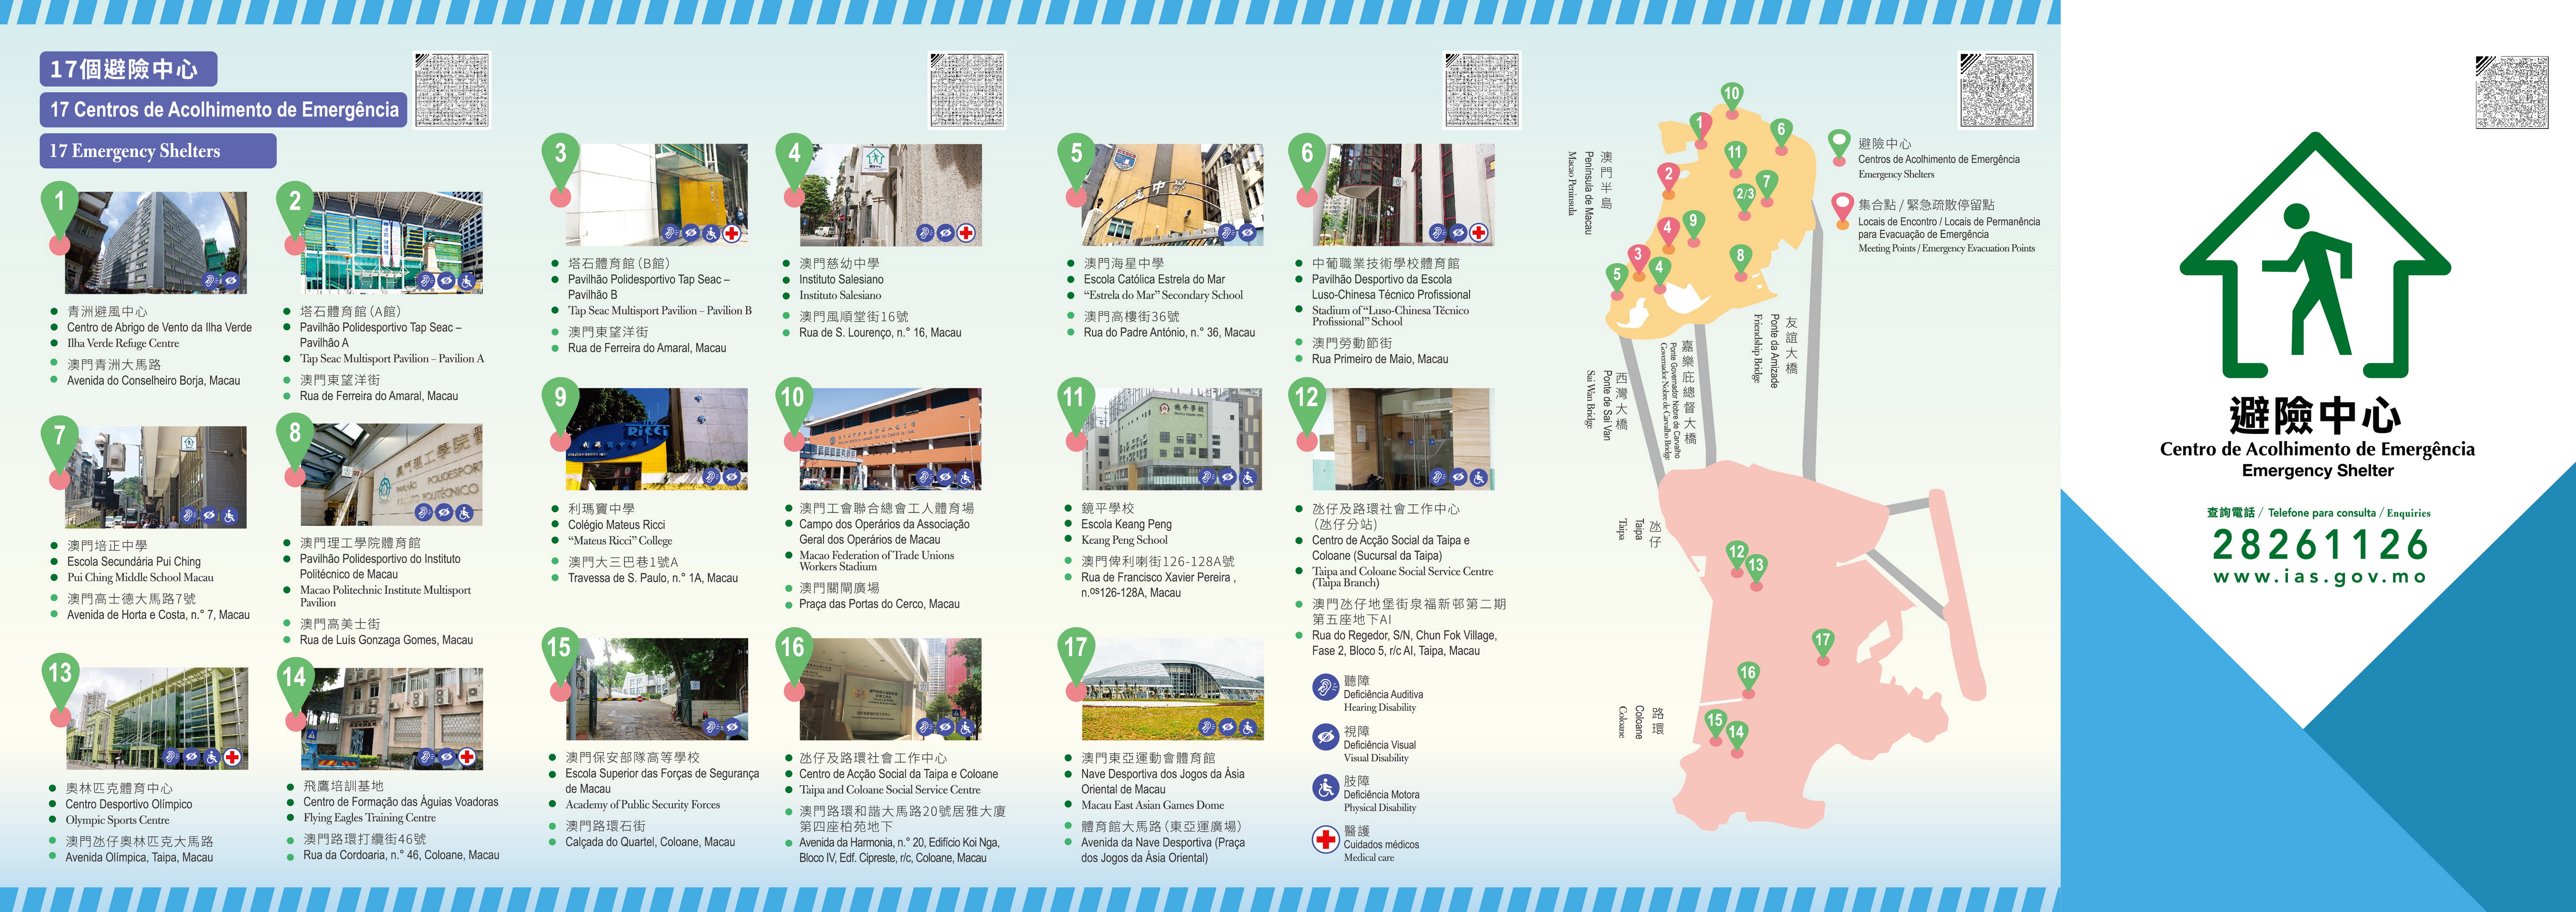 17個避險中心
17 Centros de Acolhimento de Emergência
17 Emergency Shelters
1
青洲避風中心
Centro de Abrigo de Vento da Ilha Verde
Ilha Verde Refuge Centre
澳門青洲大馬路
Avenida do Conselheiro Borja, Macau
2
塔石體育館(A館)
Pavilhão Polidesportivo Tap Seac –
Pavilhão A
Tap Seac Multisport Pavilion – Pavilion A
澳門東望洋街
Rua de Ferreira do Amaral, Macau
3
塔石體育館(B館)
Pavilhão Polidesportivo Tap Seac –
Pavilhão B
Tap Seac Multisport Pavilion – Pavilion B
澳門東望洋街
Rua de Ferreira do Amaral, Macau
4
澳門慈幼中學
Instituto Salesiano
Instituto Salesiano
澳門風順堂街16號
Rua de S. Lourenço, n.° 16, Macau
5
澳門海星中學
Escola Católica Estrela do Mar
“Estrela do Mar” Secondary School
澳門高樓街36號
Rua do Padre António, n.° 36, Macau
6
中葡職業技術學校體育館
Pavilhão Desportivo da Escola
Luso-Chinesa Técnico Profissional
Stadium of “Luso-Chinesa Técnico
Profissional” School
澳門勞動節街
Rua Primeiro de Maio, Macau
7
澳門培正中學
Escola Secundária Pui Ching
Pui Ching Middle School Macau
澳門高士德大馬路7號
Avenida de Horta e Costa, n.° 7, Macau
8
澳門理工學院
PAVILHÃO POLIDESPORT
POLITÉCNICO
澳門理工學院體育館
Pavilhão Polidesportivo do Instituto
Politécnico de Macau
Macao Politechnic Institute Multisport
Pavilion
澳門高美士街
Rua de Luís Gonzaga Gomes, Macau
9
Ricci
利瑪竇中學
Colégio Mateus Ricci
“Mateus Ricci” College
澳門大三巴巷1號A
Travessa de S. Paulo, n.° 1A, Macau
10
澳門工會聯合總會工人體育場
Campo dos Operários da Associação
Geral dos Operários de Macau
Macao Federation of Trade Unions
Workers Stadium
澳門關閘廣場
Praça das Portas do Cerco, Macau
11
鏡平學校
鏡平學校
Escola Keang Peng
Keang Peng School
澳門俾利喇街126-128A號
Rua de Francisco Xavier Pereira ,
n.ºˢ126-128A, Macau
12
氹仔及路環社會工作中心
(氹仔分站)
Centro de Acção Social da Taipa e
Coloane (Sucursal da Taipa)
Taipa and Coloane Social Service Centre
(Taipa Branch)
澳門氹仔地堡街泉福新邨第二期
第五座地下AI
Rua do Regedor, S/N, Chun Fok Village,
Fase 2, Bloco 5, r/c AI, Taipa, Macau
13
奧林匹克體育中心
Centro Desportivo Olímpico
Olympic Sports Centre
澳門氹仔奧林匹克大馬路
Avenida Olímpica, Taipa, Macau
14
飛鷹培訓基地
Centro de Formação das Águias Voadoras
Flying Eagles Training Centre
澳門路環打纜街46號
Rua da Cordoaria, n.° 46, Coloane, Macau
15
澳門保安部隊高等學校
Escola Superior das Forças de Segurança
de Macau
Academy of Public Security Forces
澳門路環石街
Calçada do Quartel, Coloane, Macau
16
氹仔及路環社會工作中心
Centro de Acção Social da Taipa e Coloane
Taipa and Coloane Social Service Centre
澳門路環和諧大馬路20號居雅大廈
第四座柏苑地下
Avenida da Harmonia, n.° 20, Edifício Koi Nga,
Bloco IV, Edf. Cipreste, r/c, Coloane, Macau
17
澳門東亞運動會體育館
Nave Desportiva dos Jogos da Ásia
Oriental de Macau
Macau East Asian Games Dome
體育館大馬路(東亞運廣場)
Avenida da Nave Desportiva (Praça
dos Jogos da Ásia Oriental)
聽障
Deficiência Auditiva
Hearing Disability
視障
Deficiência Visual
Visual Disability
肢障
Deficiência Motora
Physical Disability
醫護
Cuidados médicos
Medical care
澳門半島
Península de Macau
Macao Peninsula
10
1
6
11
2
7
2/3
9
4
3
8
5
4
避險中心
Centros de Acolhimento de Emergência
Emergency Shelters
集合點/緊急疏散停留點
Locais de Encontro / Locais de Permanência
para Evacuação de Emergência
Meeting Points / Emergency Evacuation Points
友誼大橋
Ponte da Amizade
Friendship Bridge
嘉樂庇總督大橋
Ponte Governador Nobre de Carvalho
Governador Nobre de Carvalho Bridge
西灣大橋
Ponte de Sai Van
Sai Wan Bridge
氹仔
Taipa
Taipa
12
13
17
16
15
14
路環
Coloane
Coloane
避險中心
Centro de Acolhimento de Emergência
Emergency Shelter
查詢電話 / Telefone para consulta / Enquiries
28261126
www.ias.gov.mo